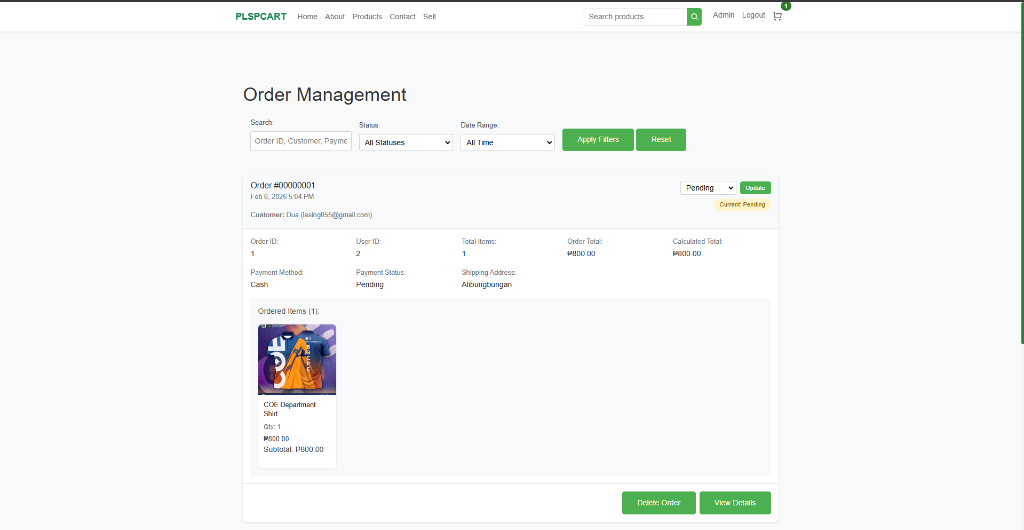 PLSPCART Home About Products Contact Sell Search products Admin Logout 1
Order Management
Search: Status: Date Range:
Order ID, Customer, Payme All Statuses All Time Apply Filters Reset
Order #00000001 Pending Update
Feb 6, 2026 5:04 PM
Current: Pending
Customer: Dua (lasing055@gmail.com)
Order ID: User ID: Total Items: Order Total: Calculated Total:
1 2 1 ₱800.00 ₱800.00
Payment Method: Payment Status: Shipping Address:
Cash Pending Alibungbungan
Ordered Items (1):
COE
COE Department
Shirt
Qty: 1
₱800.00
Subtotal: ₱800.00
Delete Order View Details